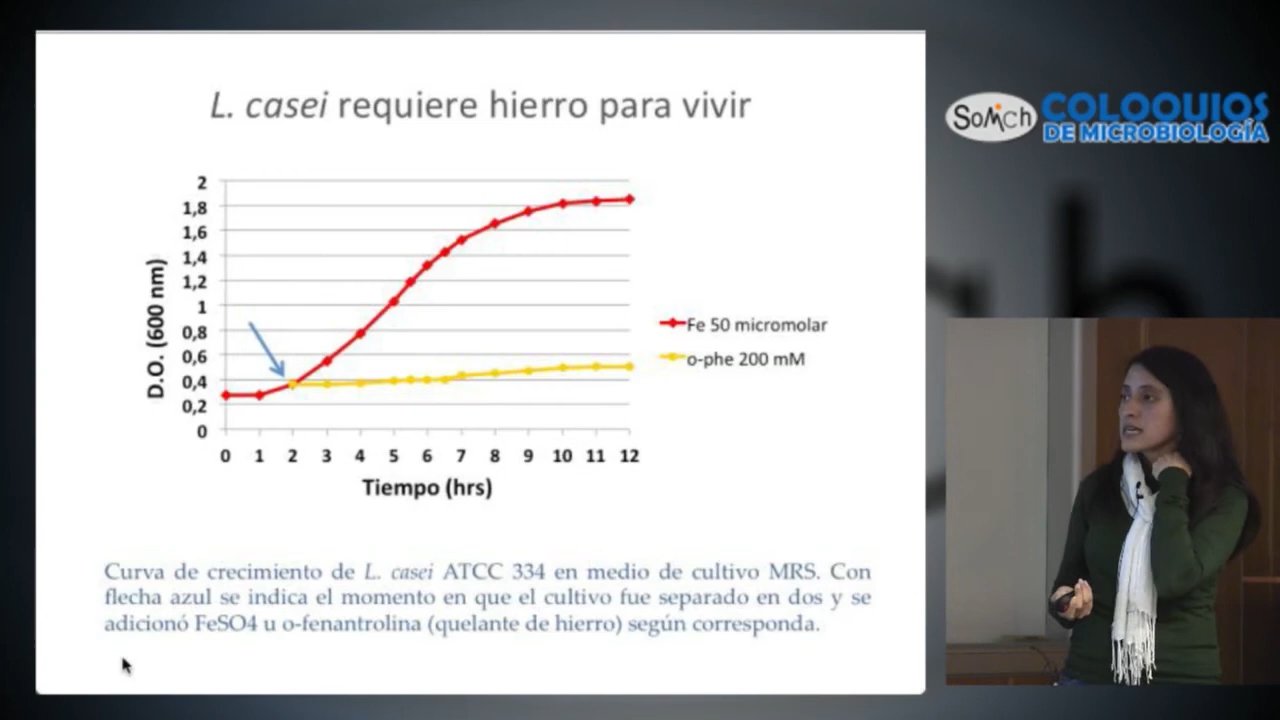 L. casei requiere hierro para vivir
SoMich
COLOQUIOS
DE MICROBIOLOGÍA
2
1,8
1,6
1,4
1,2
1
0,8
0,6
0,4
0,2
0
D.O. (600 nm)
0 1 2 3 4 5 6 7 8 9 10 11 12
Tiempo (hrs)
Fe 50 micromolar
o-phe 200 mM
Curva de crecimiento de L. casei ATCC 334 en medio de cultivo MRS. Con
flecha azul se indica el momento en que el cultivo fue separado en dos y se
adicionó FeSO4 u o-fenantrolina (quelante de hierro) según corresponda.